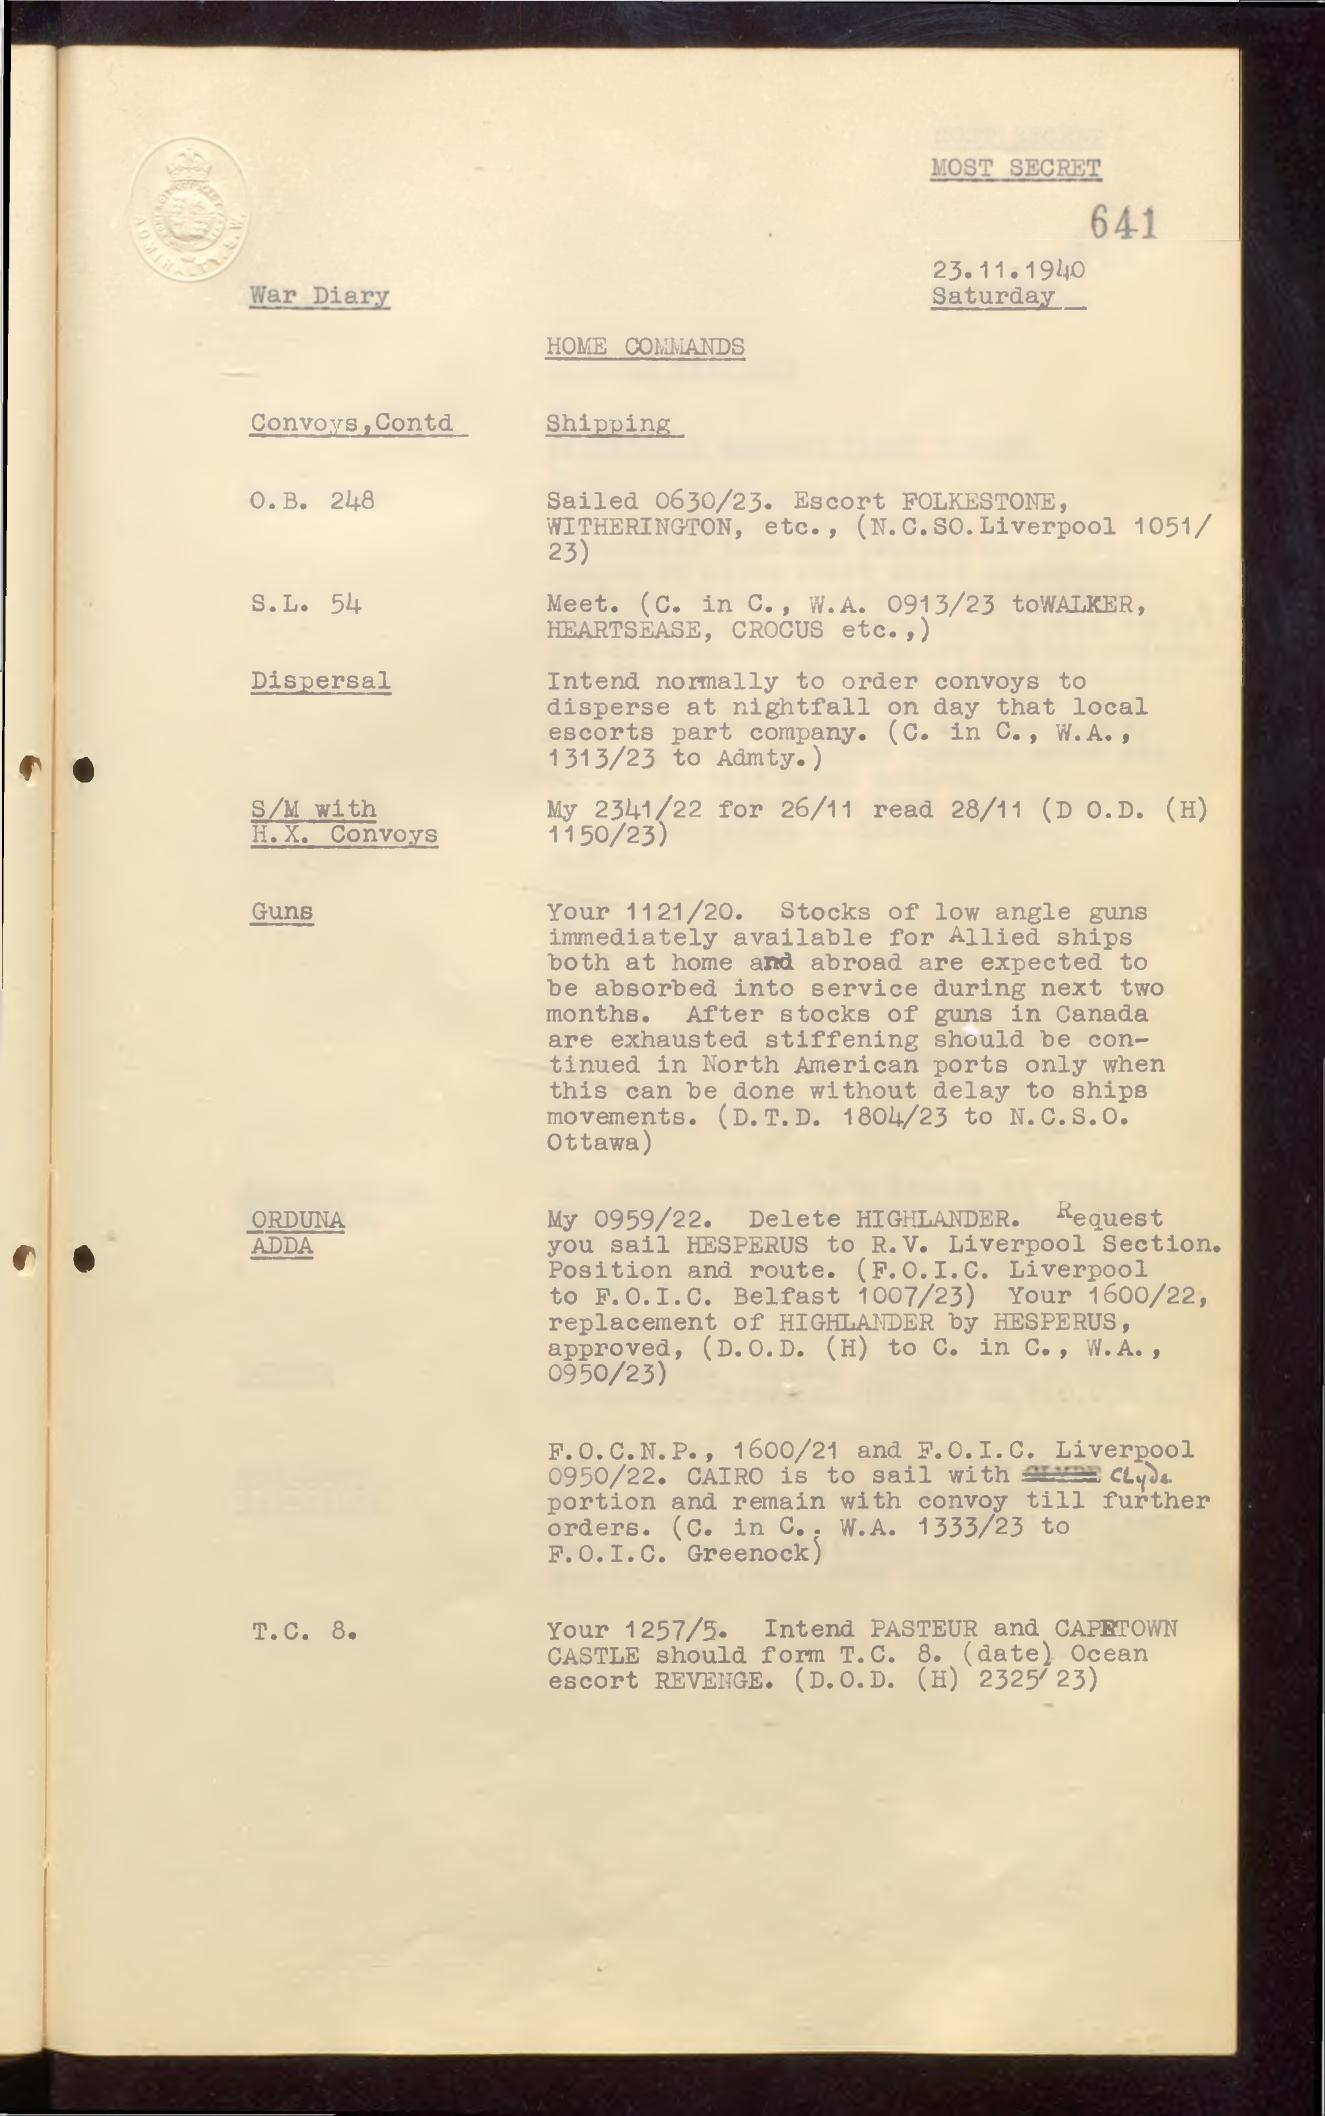 MOST SECRET
641
ADMIRALTY. S.W.
23.11.1940
War Diary
Saturday
HOME COMMANDS
Convoys,Contd
Shipping
O.B. 248
Sailed 0630/23. Escort FOLKESTONE,
WITHERINGTON, etc., (N.C.SO.Liverpool 1051/
23)
S.L. 54
Meet. (C. in C., W.A. 0913/23 toWALKER,
HEARTSEASE, CROCUS etc.,)
Dispersal
Intend normally to order convoys to
disperse at nightfall on day that local
escorts part company. (C. in C., W.A.,
1313/23 to Admty.)
S/M with
H.X. Convoys
My 2341/22 for 26/11 read 28/11 (D O.D. (H)
1150/23)
Guns
Your 1121/20. Stocks of low angle guns
immediately available for Allied ships
both at home and abroad are expected to
be absorbed into service during next two
months. After stocks of guns in Canada
are exhausted stiffening should be con-
tinued in North American ports only when
this can be done without delay to ships
movements. (D.T.D. 1804/23 to N.C.S.O.
Ottawa)
ORDUNA
ADDA
My 0959/22. Delete HIGHLANDER. Request
you sail HESPERUS to R.V. Liverpool Section.
Position and route. (F.O.I.C. Liverpool
to F.O.I.C. Belfast 1007/23) Your 1600/22,
replacement of HIGHLANDER by HESPERUS,
approved, (D.O.D. (H) to C. in C., W.A.,
0950/23)
F.O.C.N.P., 1600/21 and F.O.I.C. Liverpool
0950/22. CAIRO is to sail with CLYDE CLyde
portion and remain with convoy till further
orders. (C. in C.; W.A. 1333/23 to
F.O.I.C. Greenock)
T.C. 8.
Your 1257/5. Intend PASTEUR and CAPETOWN
CASTLE should form T.C. 8. (date) Ocean
escort REVENGE. (D.O.D. (H) 2325/23)